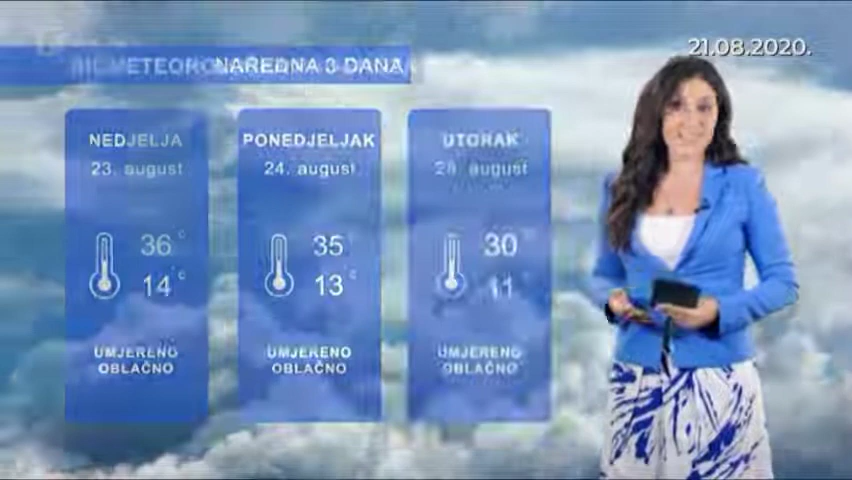 21.08.2020.
NAREDNA 3 DANA
NEDJELJA
23. august
36 °C
14 °C
UMJERENO
OBLAČNO
PONEDJELJAK
24. august
35 °C
13 °C
UMJERENO
OBLAČNO
UTORAK
august
30
11
UMJERENO
OBLAČNO